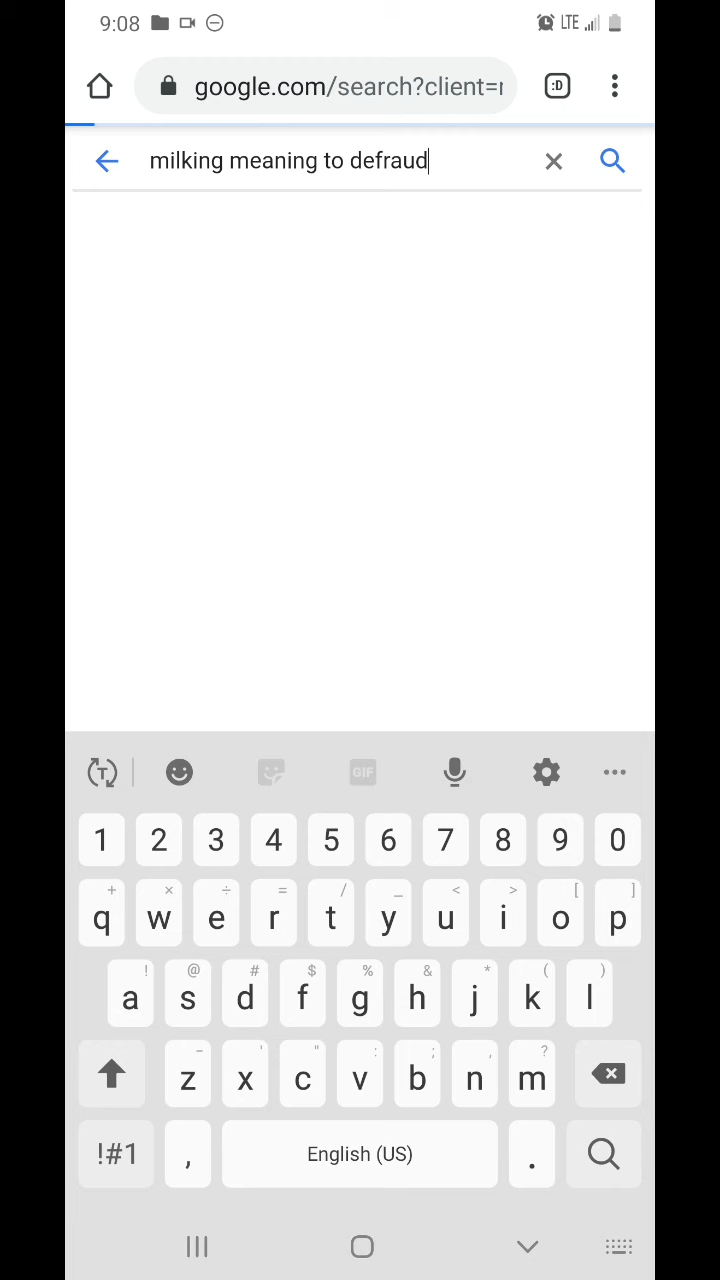 9:08 LTE
google.com/search?client=
:D
milking meaning to defraud
T GIF
1 2 3 4 5 6 7 8 9 0
+ × ÷ = / _ < > [ ]
q w e r t y u i o p
! @ # $ % & * ( )
a s d f g h j k l
- ' " : ; , ?
z x c v b n m
!#1 , English (US) .